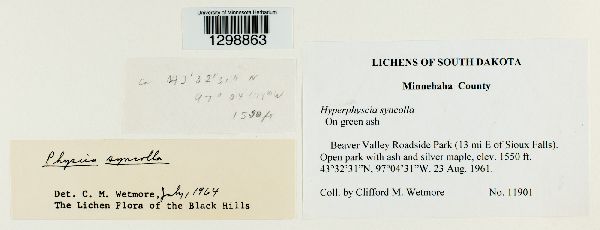 University of Minnesota Herbarium
1298863
43°32'31" N
1550 ft
Physcia syncolla
Det. C. M. Wetmore, July, 1964
The Lichen Flora of the Black Hills
LICHENS OF SOUTH DAKOTA
Minnehaha County
Hyperphyscia syncolla
On green ash
Beaver Valley Roadside Park (13 mi E of Sioux Falls).
Open park with ash and silver maple, elev. 1550 ft.
43°32'31"N, 97°04'31"W. 23 Aug. 1961.
Coll. by Clifford M. Wetmore No. 11901